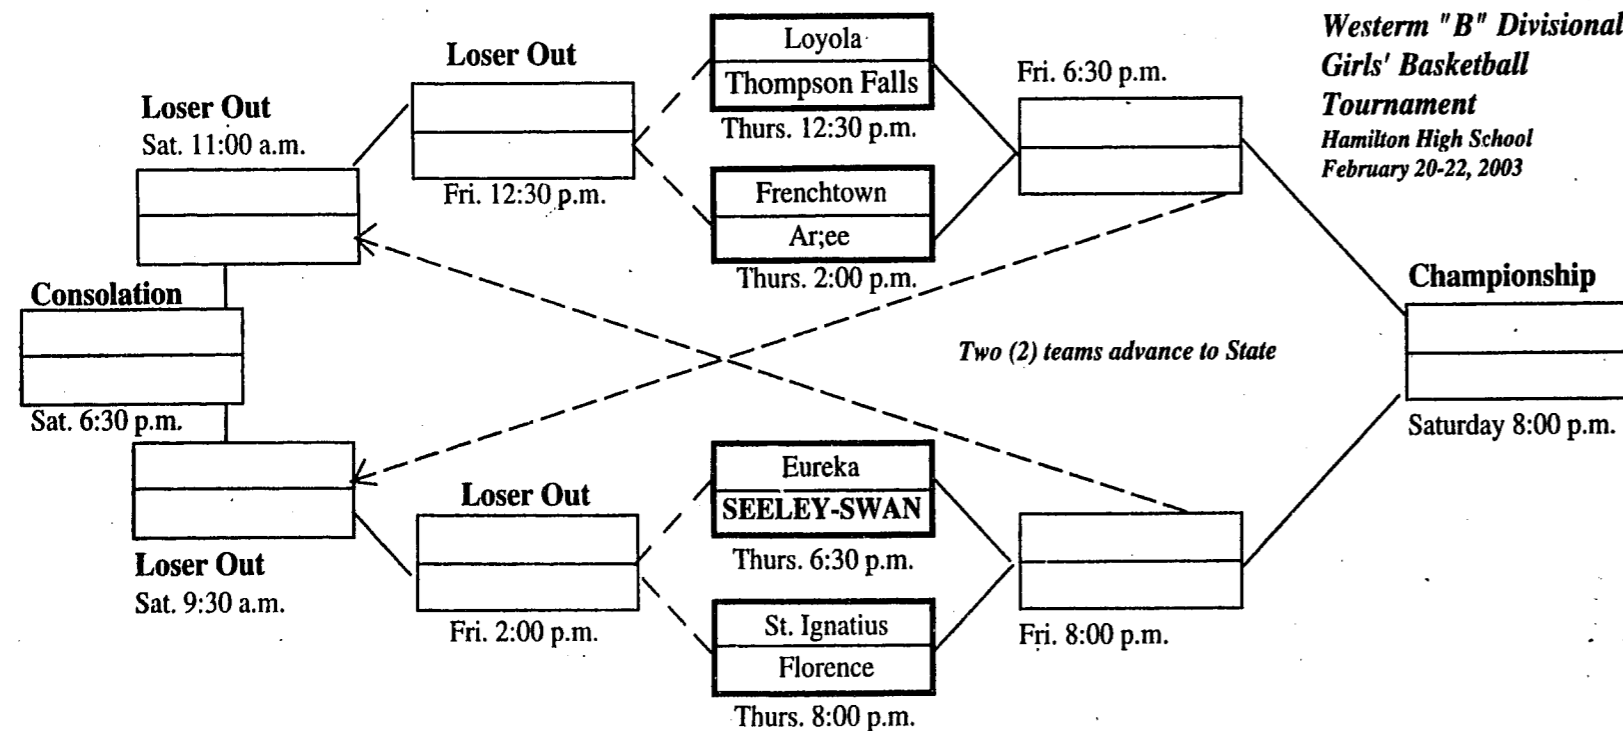 Westerm "B" Divisional
Girls' Basketball
Tournament
Hamilton High School
February 20-22, 2003
Loser Out
Sat. 11:00 a.m.
Loser Out
Fri. 12:30 p.m.
Loyola
Thompson Falls
Thurs. 12:30 p.m.
Frenchtown
Ar;ee
Thurs. 2:00 p.m.
Fri. 6:30 p.m.
Consolation
Sat. 6:30 p.m.
Two (2) teams advance to State
Championship
Saturday 8:00 p.m.
Loser Out
Sat. 9:30 a.m.
Loser Out
Fri. 2:00 p.m.
Eureka
SEELEY-SWAN
Thurs. 6:30 p.m.
St. Ignatius
Florence
Thurs. 8:00 p.m.
Fri. 8:00 p.m.